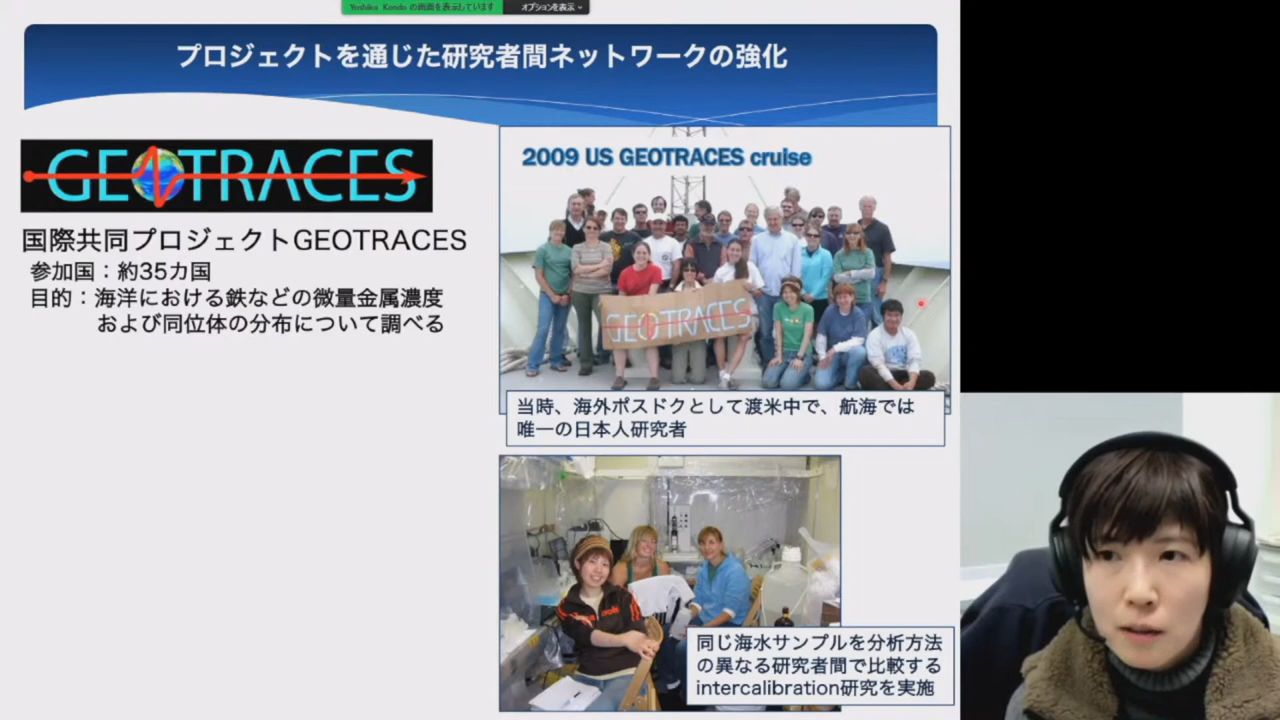 Yoshiko Kondo の画面を表示しています
オプションを表示
プロジェクトを通じた研究者間ネットワークの強化
GEOTRACES
国際共同プロジェクトGEOTRACES
参加国：約35カ国
目的：海洋における鉄などの微量金属濃度
および同位体の分布について調べる
2009 US GEOTRACES cruise
GEOTRACES
当時、海外ポスドクとして渡米中で、航海では
唯一の日本人研究者
同じ海水サンプルを分析方法
の異なる研究者間で比較する
intercalibration研究を実施